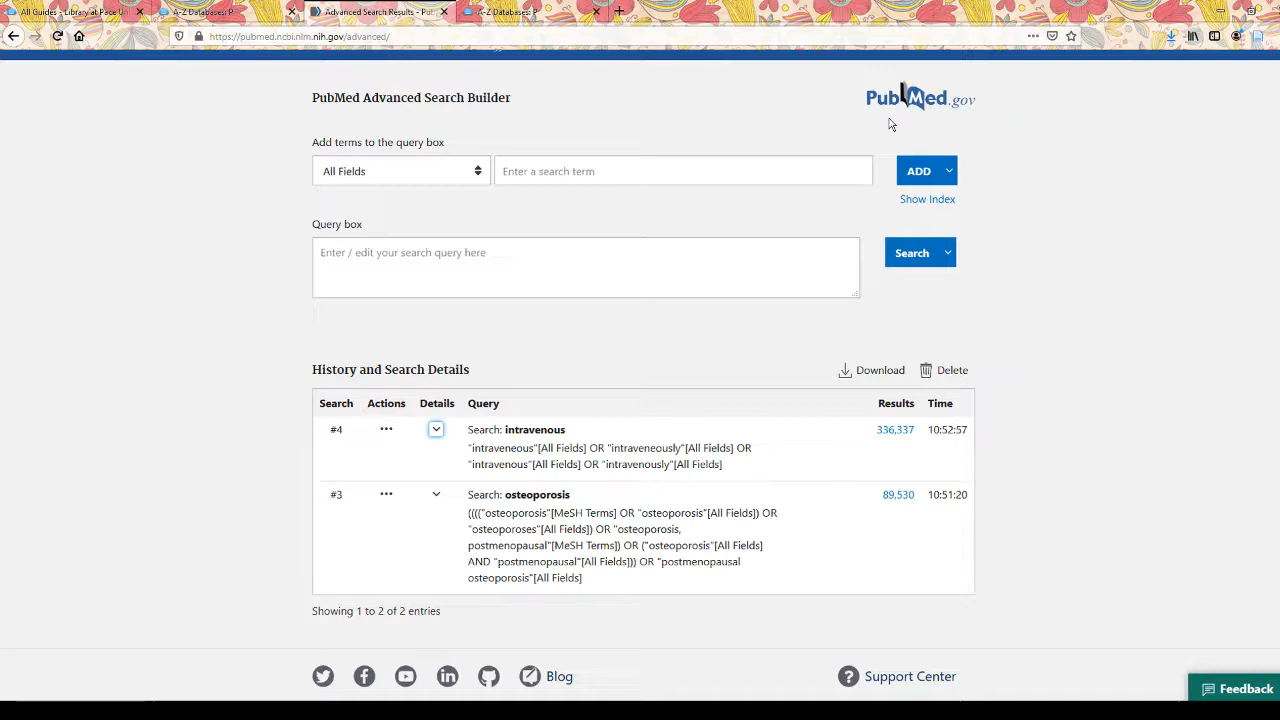 All Guides - Library at Pace Uni
A-Z Databases: P
Advanced Search Results - Pub
A-Z Databases: P
https://pubmed.ncbi.nlm.nih.gov/advanced/
PubMed Advanced Search Builder
PubMed.gov
Add terms to the query box
All Fields
Enter a search term
ADD
Show Index
Query box
Enter / edit your search query here
Search
History and Search Details
Download
Delete
Search Actions Details Query Results Time
#4 Search: intravenous 336,337 10:52:57
"intraveneous"[All Fields] OR "intraveneously"[All Fields] OR
"intravenous"[All Fields] OR "intravenously"[All Fields]
#3 Search: osteoporosis 89,530 10:51:20
(((("osteoporosis"[MeSH Terms] OR "osteoporosis"[All Fields]) OR
"osteoporoses"[All Fields]) OR "osteoporosis,
postmenopausal"[MeSH Terms]) OR ("osteoporosis"[All Fields]
AND "postmenopausal"[All Fields])) OR "postmenopausal
osteoporosis"[All Fields]
Showing 1 to 2 of 2 entries
Blog
Support Center
Feedback